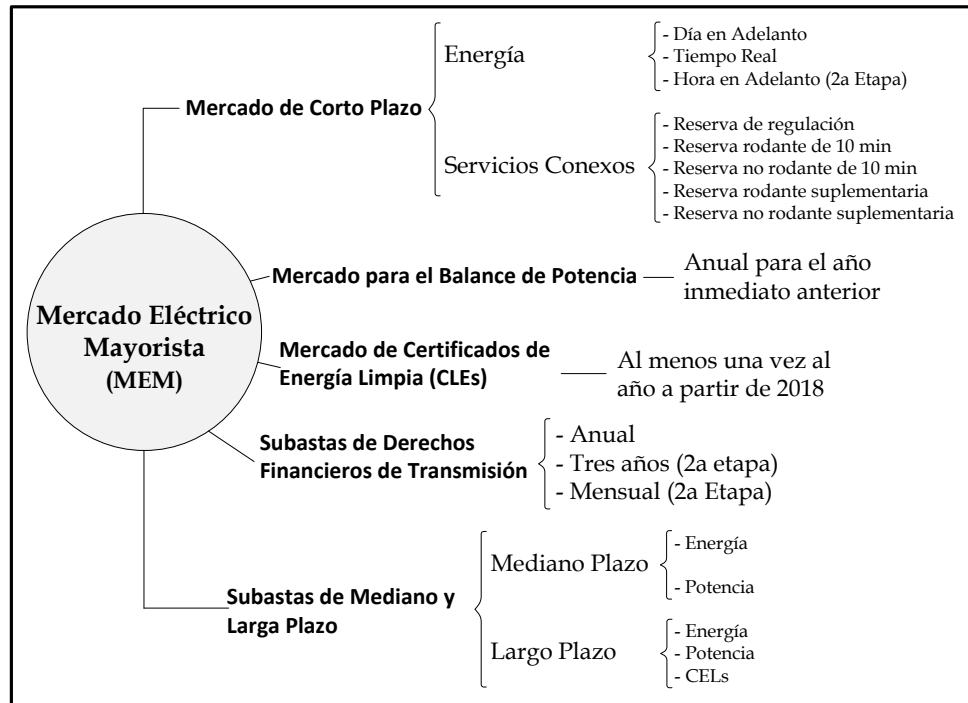 Mercado Eléctrico
Mayorista
(MEM)
Mercado de Corto Plazo
Energía
- Día en Adelanto
- Tiempo Real
- Hora en Adelanto (2a Etapa)
Servicios Conexos
- Reserva de regulación
- Reserva rodante de 10 min
- Reserva no rodante de 10 min
- Reserva rodante suplementaria
- Reserva no rodante suplementaria
Mercado para el Balance de Potencia
Anual para el año
inmediato anterior
Mercado de Certificados de
Energía Limpia (CLEs)
Al menos una vez al
año a partir de 2018
Subastas de Derechos
Financieros de Transmisión
- Anual
- Tres años (2a etapa)
- Mensual (2a Etapa)
Subastas de Mediano y
Larga Plazo
Mediano Plazo
- Energía
- Potencia
Largo Plazo
- Energía
- Potencia
- CELs